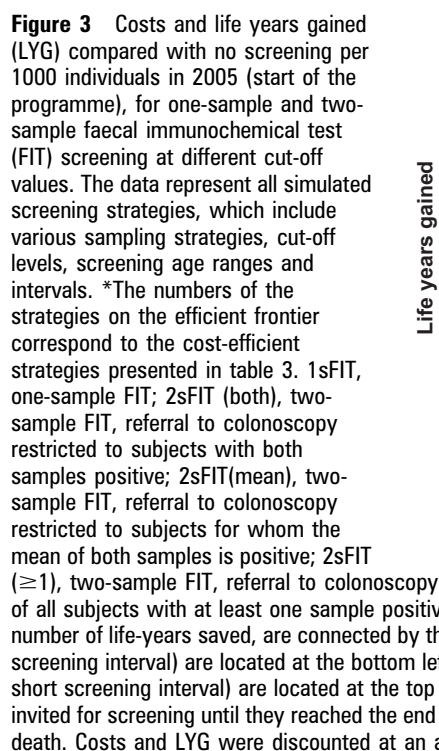 Figure 3 Costs and life years gained
(LYG) compared with no screening per
1000 individuals in 2005 (start of the
programme), for one-sample and two-
sample faecal immunochemical test
(FIT) screening at different cut-off
values. The data represent all simulated
screening strategies, which include
various sampling strategies, cut-off
levels, screening age ranges and
intervals. *The numbers of the
strategies on the efficient frontier
correspond to the cost-efficient
strategies presented in table 3. 1sFIT,
one-sample FIT; 2sFIT (both), two-
sample FIT, referral to colonoscopy
restricted to subjects with both
samples positive; 2sFIT(mean), two-
sample FIT, referral to colonoscopy
restricted to subjects for whom the
mean of both samples is positive; 2sFIT
(≥1), two-sample FIT, referral to colonoscopy
of all subjects with at least one sample positiv
number of life-years saved, are connected by th
screening interval) are located at the bottom lef
short screening interval) are located at the top
invited for screening until they reached the end
death. Costs and LYG were discounted at an a
Life years gained